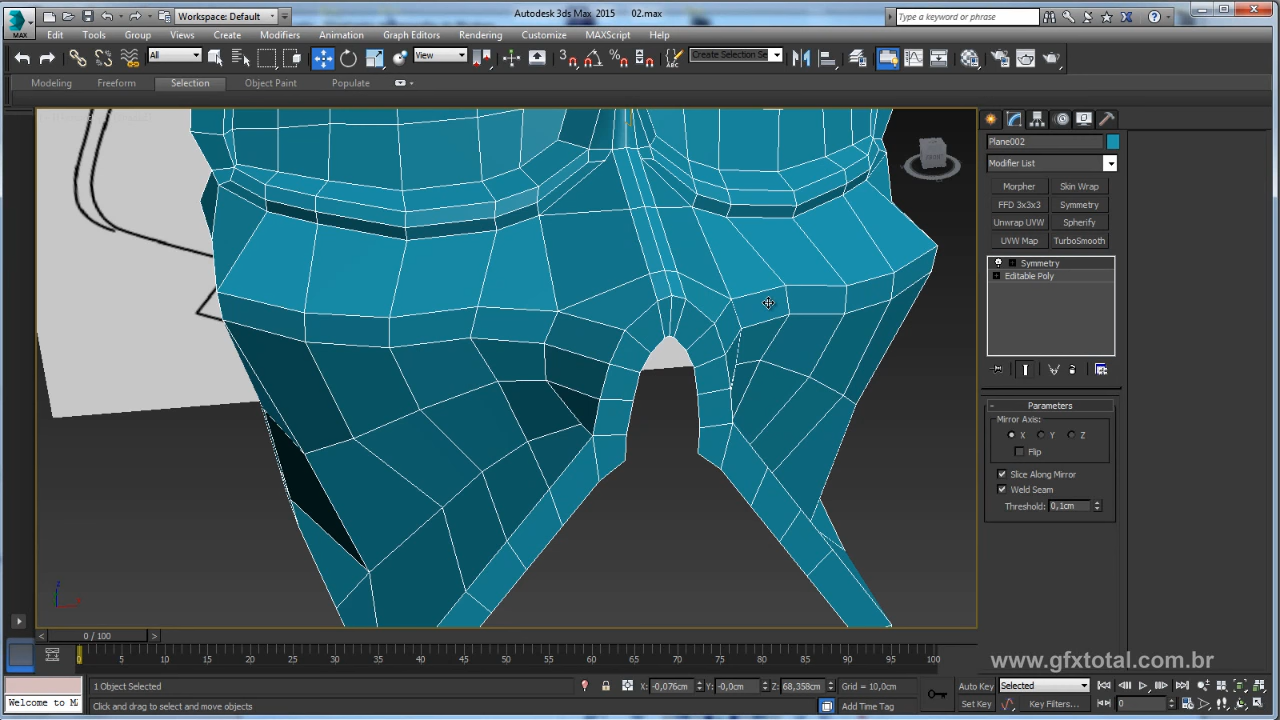 Workspace: Default
Autodesk 3ds Max 2015 02.max
Type a keyword or phrase
MAX
Edit Tools Group Views Create Modifiers Animation Graph Editors Rendering Customize MAXScript Help
All View Create Selection Se
Modeling Freeform Selection Object Paint Populate
Plane002
Modifier List
Morpher Skin Wrap
FFD 3x3x3 Symmetry
Unwrap UVW Spherify
UVW Map TurboSmooth
Symmetry
Editable Poly
Parameters
Mirror Axis:
X Y Z
Flip
Slice Along Mirror
Weld Seam
Threshold: 0,1cm
0 / 100
0 5 10 15 20 25 30 35 40 45 50 55 60 65 70 75 80 85 90 95 100
www.gfxtotal.com.br
1 Object Selected X: -0,076cm Y: -0,0cm Z: 68,358cm Grid = 10,0cm Auto Key Selected
Welcome to M
Click and drag to select and move objects Add Time Tag Set Key Key Filters... 0